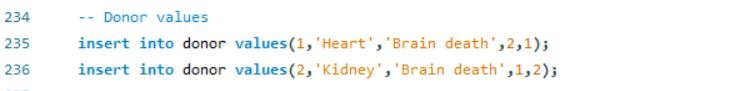 234 -- Donor values
235 insert into donor values(1,'Heart','Brain death',2,1);
236 insert into donor values(2,'Kidney','Brain death',1,2);